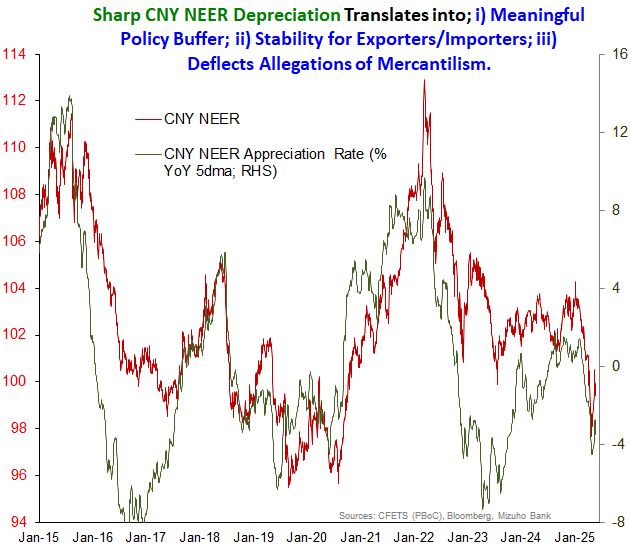 Sharp CNY NEER Depreciation Translates into; i) Meaningful
Policy Buffer; ii) Stability for Exporters/Importers; iii)
Deflects Allegations of Mercantilism.
114
112
110
108
106
104
102
100
98
96
94
CNY NEER
CNY NEER Appreciation Rate (%
YoY 5dma; RHS)
16
12
8
4
0
-4
-8
Sources: CFETS (PBoC), Bloomberg, Mizuho Bank
Jan-15 Jan-16 Jan-17 Jan-18 Jan-19 Jan-20 Jan-21 Jan-22 Jan-23 Jan-24 Jan-25